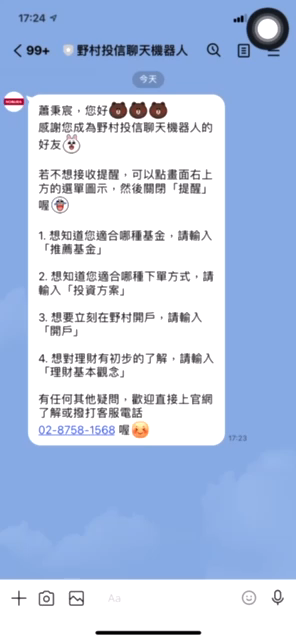 17:24
99+ 野村投信聊天機器人
今天
NOMURA
蕭秉宸，您好
感謝您成為野村投信聊天機器人的
好友
若不想接收提醒，可以點畫面右上
方的選單圖示，然後關閉「提醒」
喔
1. 想知道您適合哪種基金，請輸入
「推薦基金」
2. 想知道您適合哪種下單方式，請
輸入「投資方案」
3. 想要立刻在野村開戶，請輸入
「開戶」
4. 想對理財有初步的了解，請輸入
「理財基本觀念」
有任何其他疑問，歡迎直接上官網
了解或撥打客服電話
02-8758-1568 喔
17:23
Aa